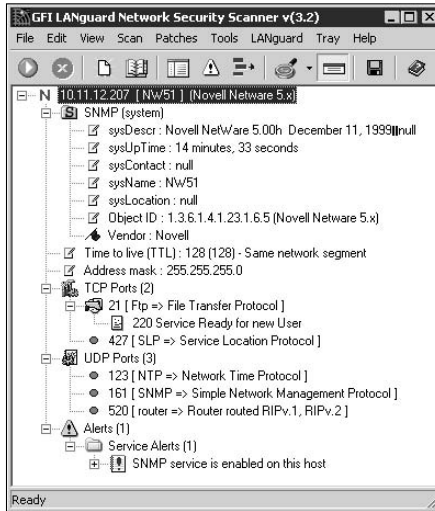 GFI LANguard Network Security Scanner v(3.2)
File Edit View Scan Patches Tools LANguard Tray Help
N 10.11.12.207 [ NW51 ] (Novell Netware 5.x)
S SNMP (system)
sysDescr : Novell NetWare 5.00h December 11, 1999||null
sysUpTime : 14 minutes, 33 seconds
sysContact : null
sysName : NW51
sysLocation : null
Object ID : 1.3.6.1.4.1.23.1.6.5 (Novell Netware 5.x)
Vendor : Novell
Time to live (TTL) : 128 (128) - Same network segment
Address mask : 255.255.255.0
TCP Ports (2)
21 [ Ftp => File Transfer Protocol ]
220 Service Ready for new User
427 [ SLP => Service Location Protocol ]
UDP Ports (3)
123 [ NTP => Network Time Protocol ]
161 [ SNMP => Simple Network Management Protocol ]
520 [ router => Router routed RIPv.1, RIPv.2 ]
Alerts (1)
Service Alerts (1)
SNMP service is enabled on this host
Ready